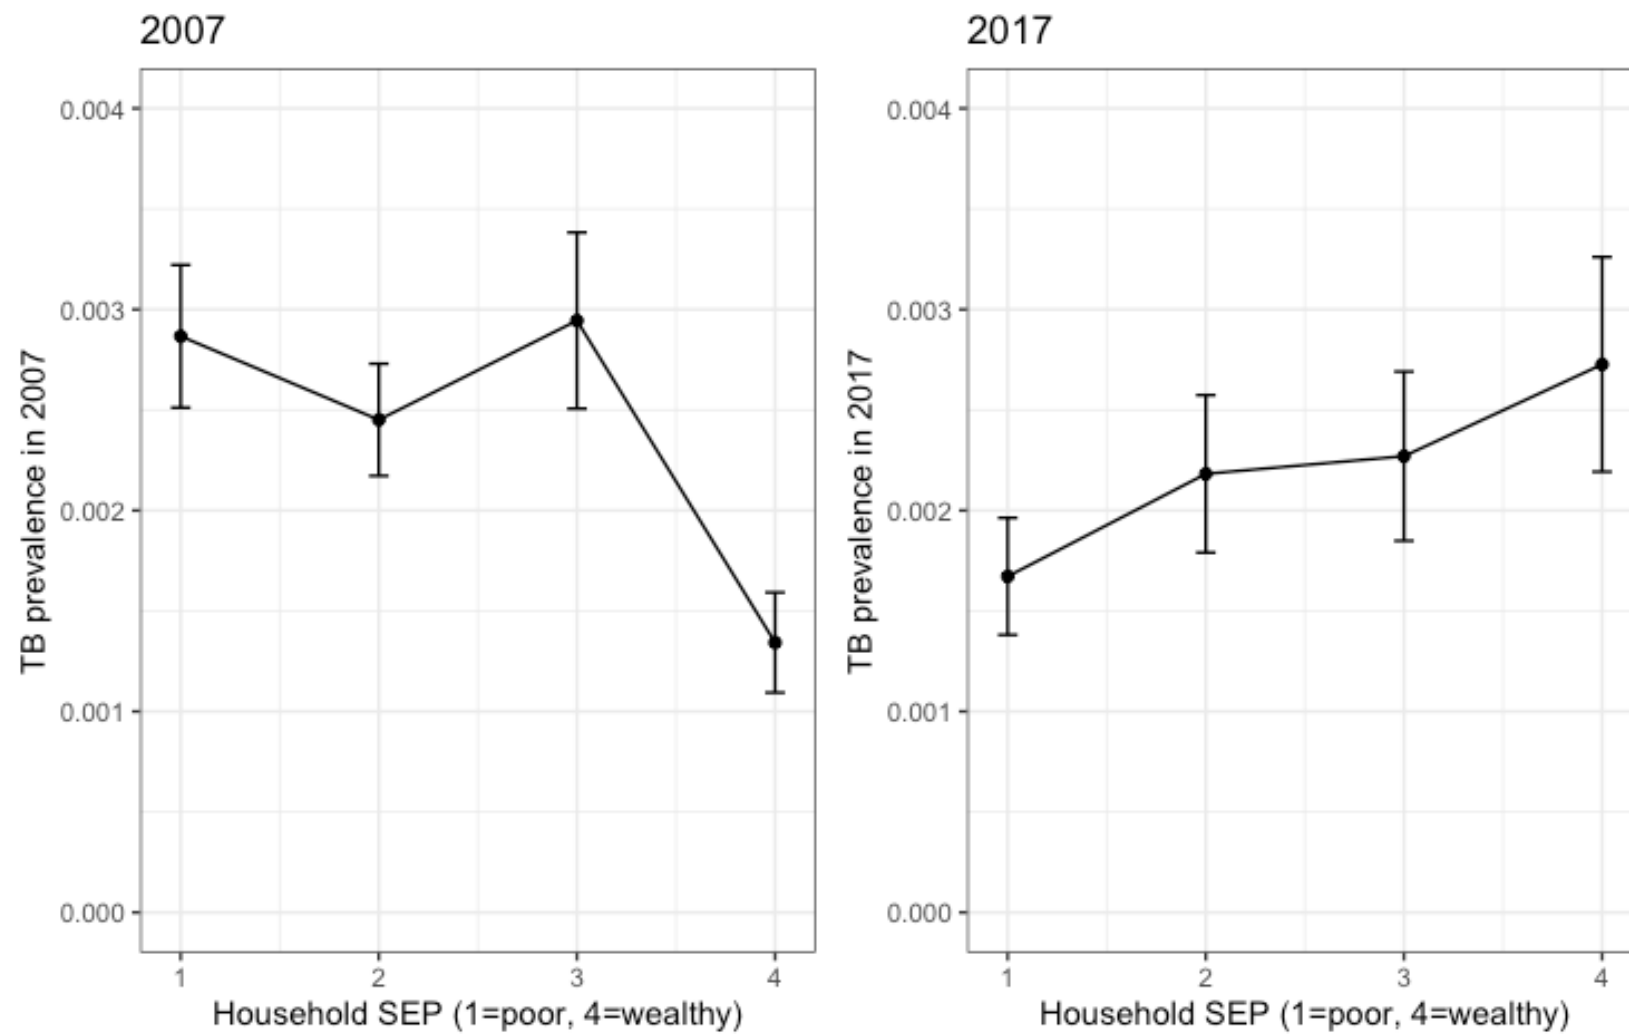 2007
TB prevalence in 2007
0.004
0.003
0.002
0.001
0.000
1 2 3 4
Household SEP (1=poor, 4=wealthy)
2017
TB prevalence in 2017
0.004
0.003
0.002
0.001
0.000
1 2 3 4
Household SEP (1=poor, 4=wealthy)